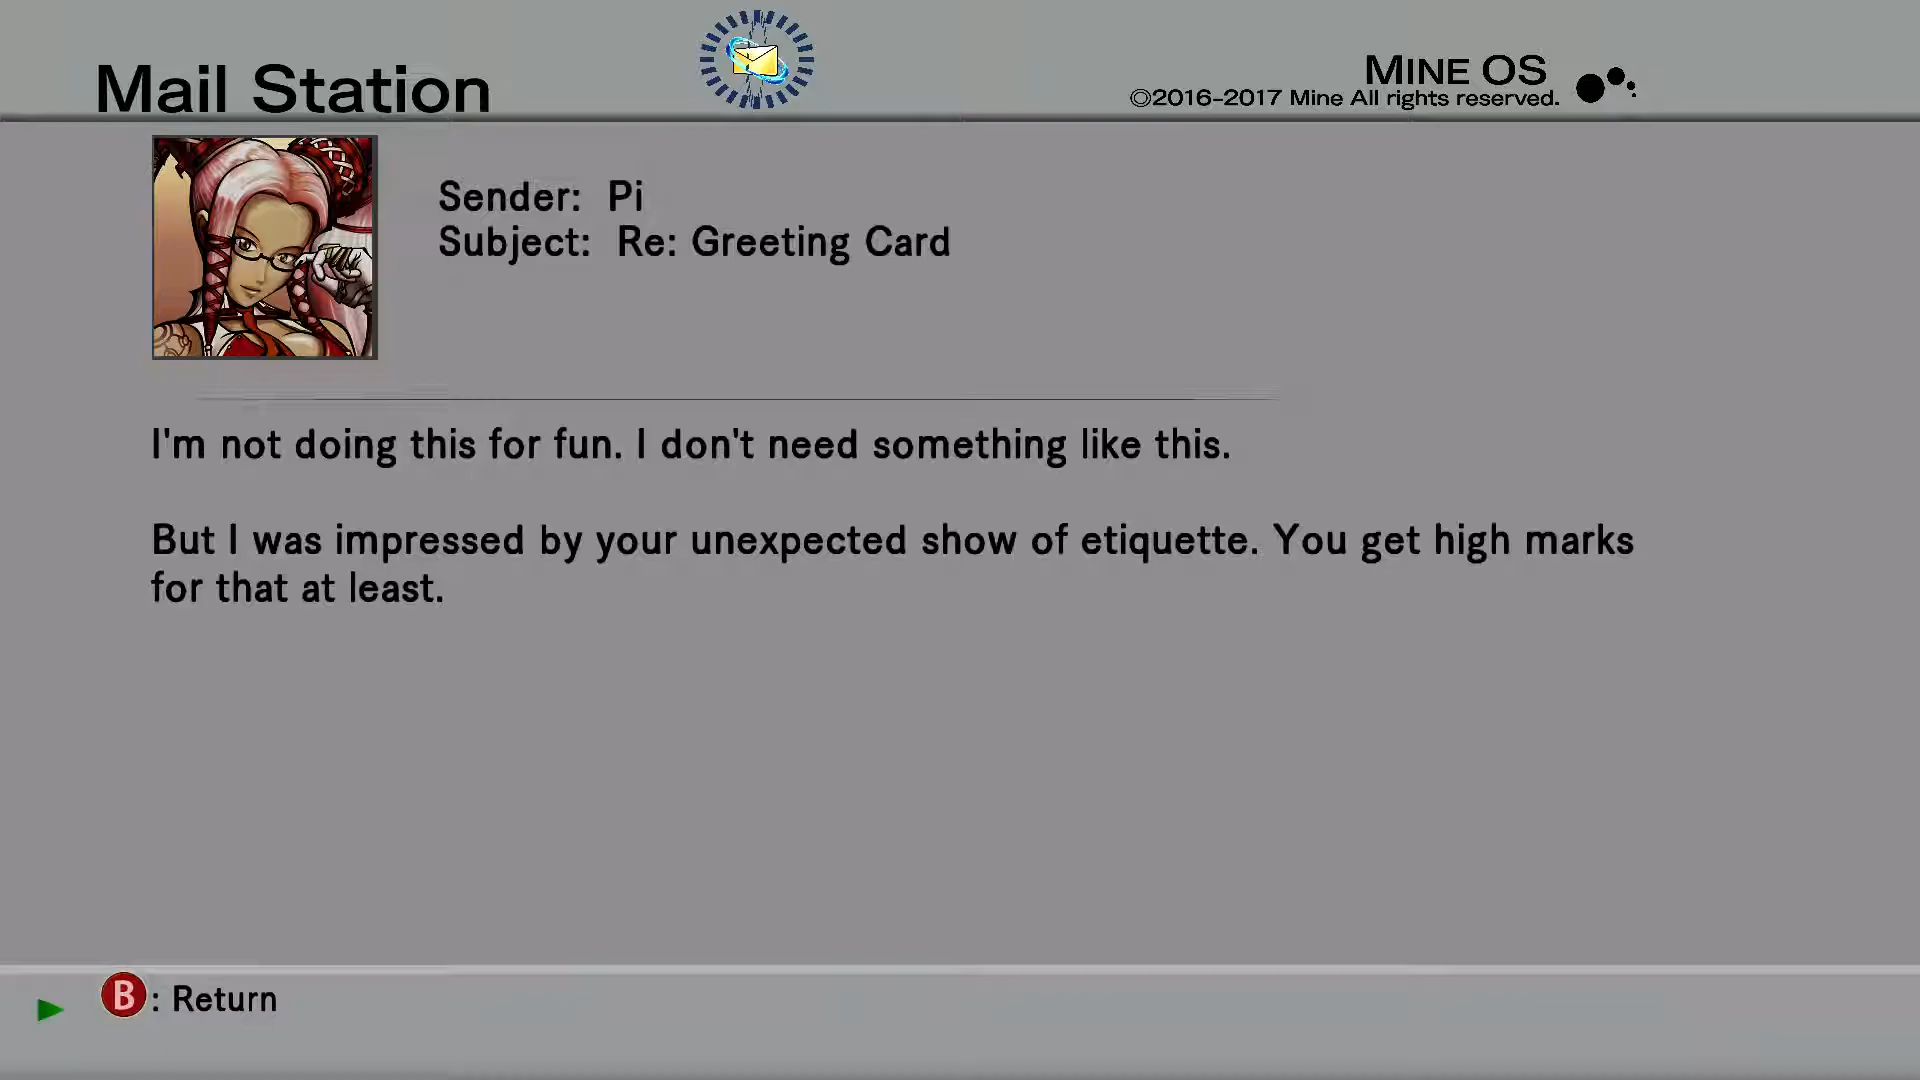 Mail Station
MINE OS
©2016-2017 Mine All rights reserved.
Sender: Pi
Subject: Re: Greeting Card
I'm not doing this for fun. I don't need something like this.
But I was impressed by your unexpected show of etiquette. You get high marks
for that at least.
B : Return